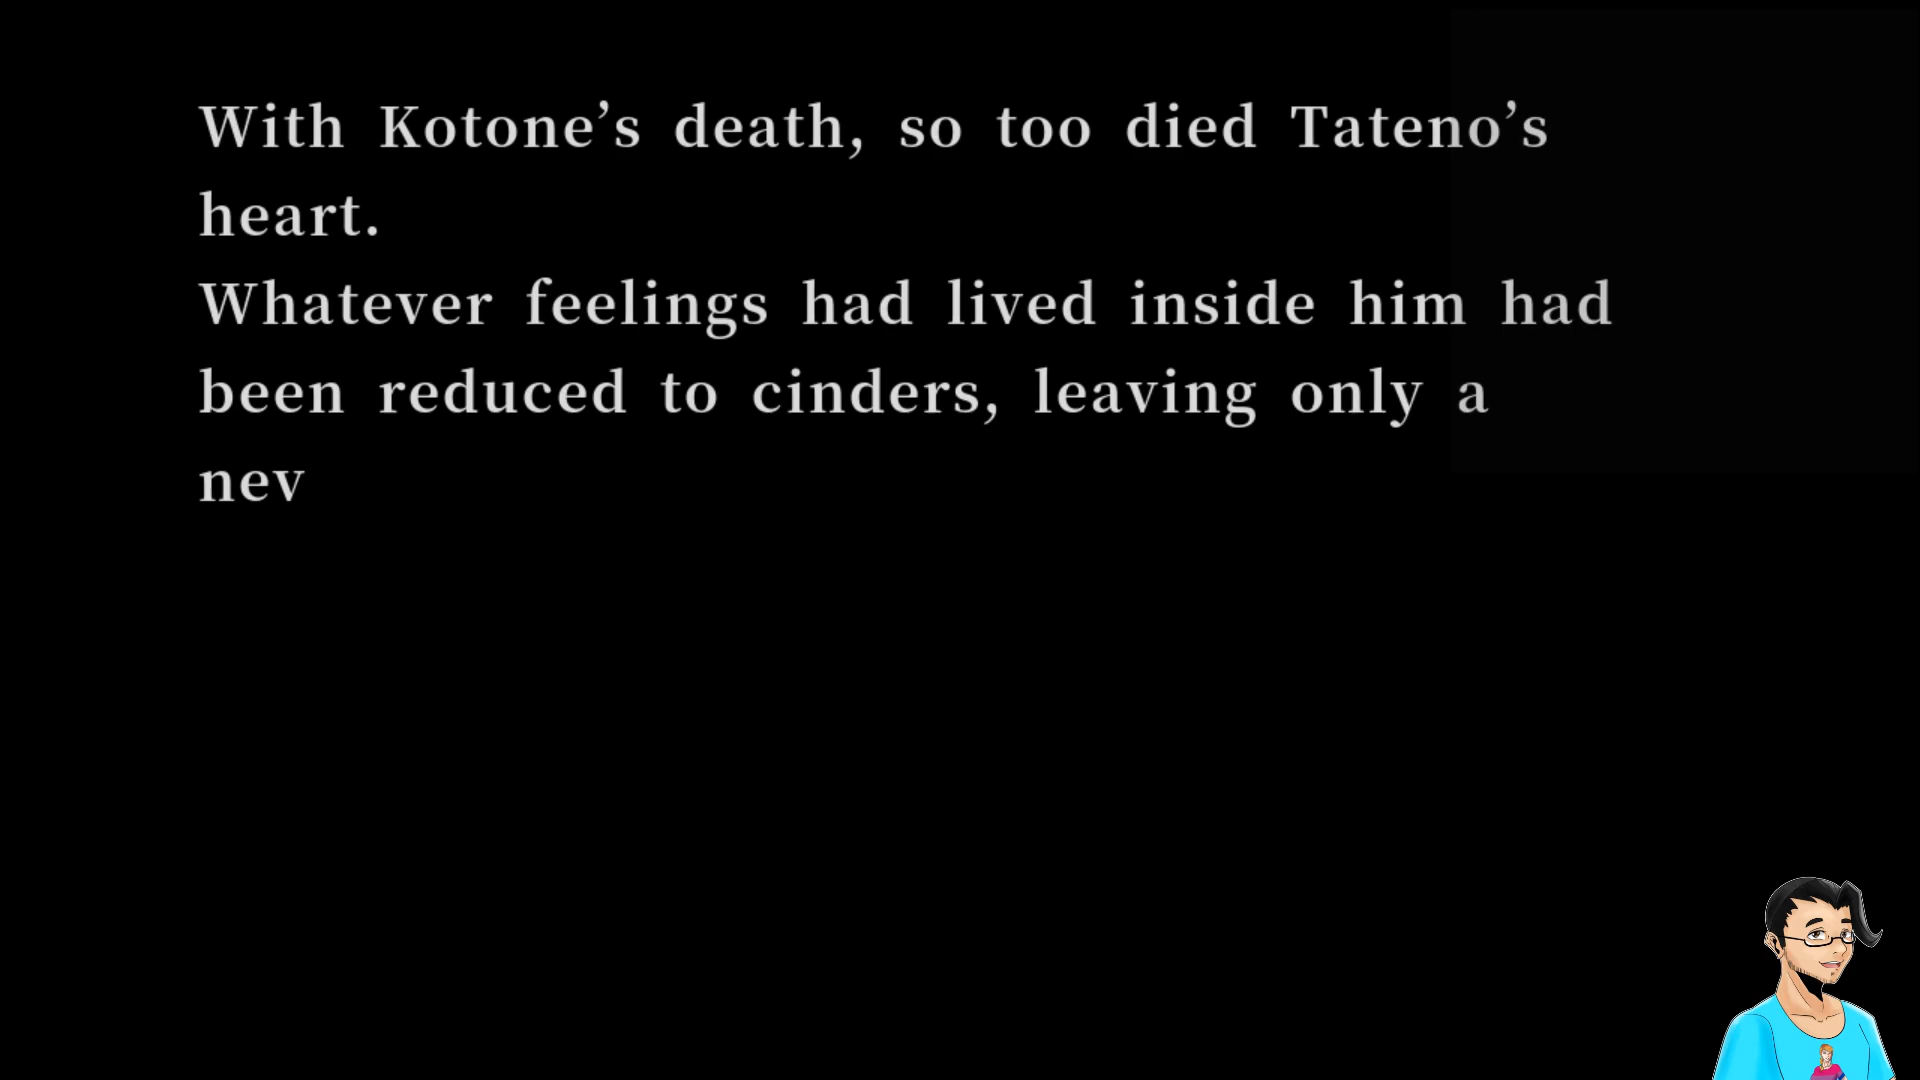 With Kotone’s death, so too died Tateno’s
heart.
Whatever feelings had lived inside him had
been reduced to cinders, leaving only a
nev